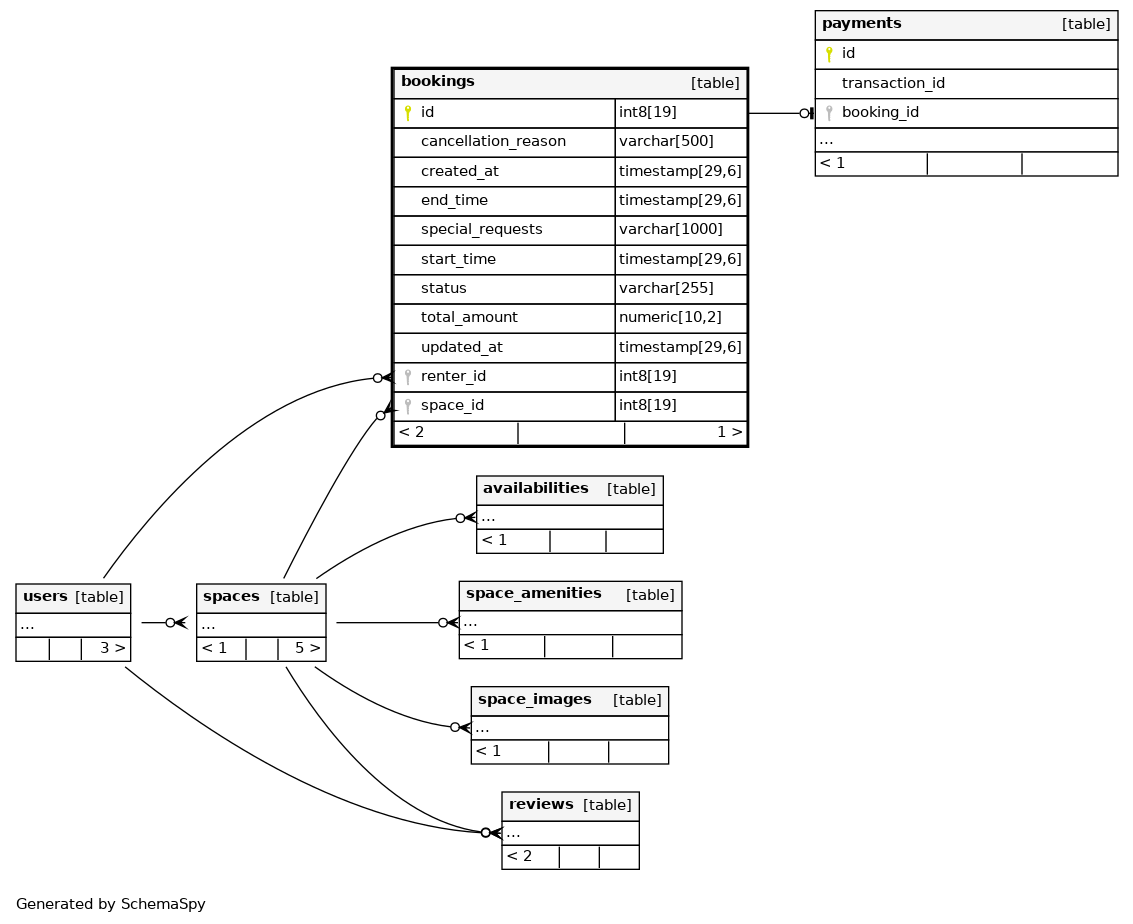 payments [table]
id
transaction_id
booking_id
...
< 1
bookings [table]
id int8[19]
cancellation_reason varchar[500]
created_at timestamp[29,6]
end_time timestamp[29,6]
special_requests varchar[1000]
start_time timestamp[29,6]
status varchar[255]
total_amount numeric[10,2]
updated_at timestamp[29,6]
renter_id int8[19]
space_id int8[19]
< 2 1 >
availabilities [table]
...
< 1
users [table]
...
3 >
spaces [table]
...
< 1 5 >
space_amenities [table]
...
< 1
space_images [table]
...
< 1
reviews [table]
...
< 2
Generated by SchemaSpy